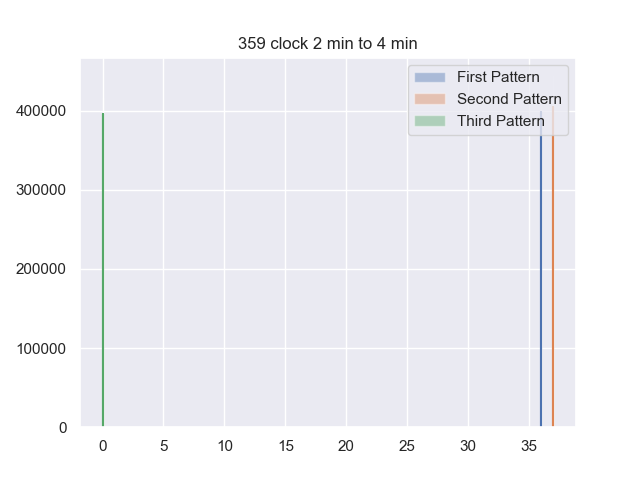 359 clock 2 min to 4 min
First Pattern
Second Pattern
Third Pattern
400000
300000
200000
100000
0
0 5 10 15 20 25 30 35